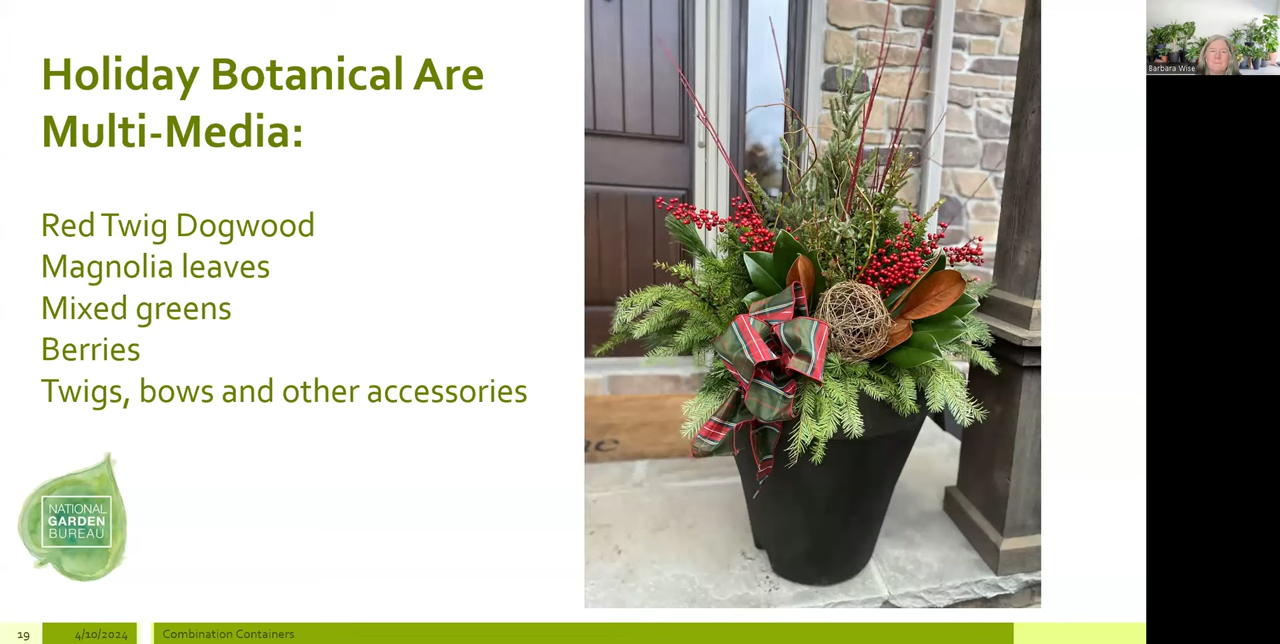 Holiday Botanical Are
Multi-Media:
Red Twig Dogwood
Magnolia leaves
Mixed greens
Berries
Twigs, bows and other accessories
NATIONAL
GARDEN
BUREAU
19
4/10/2024
Combination Containers
Barbara Wise